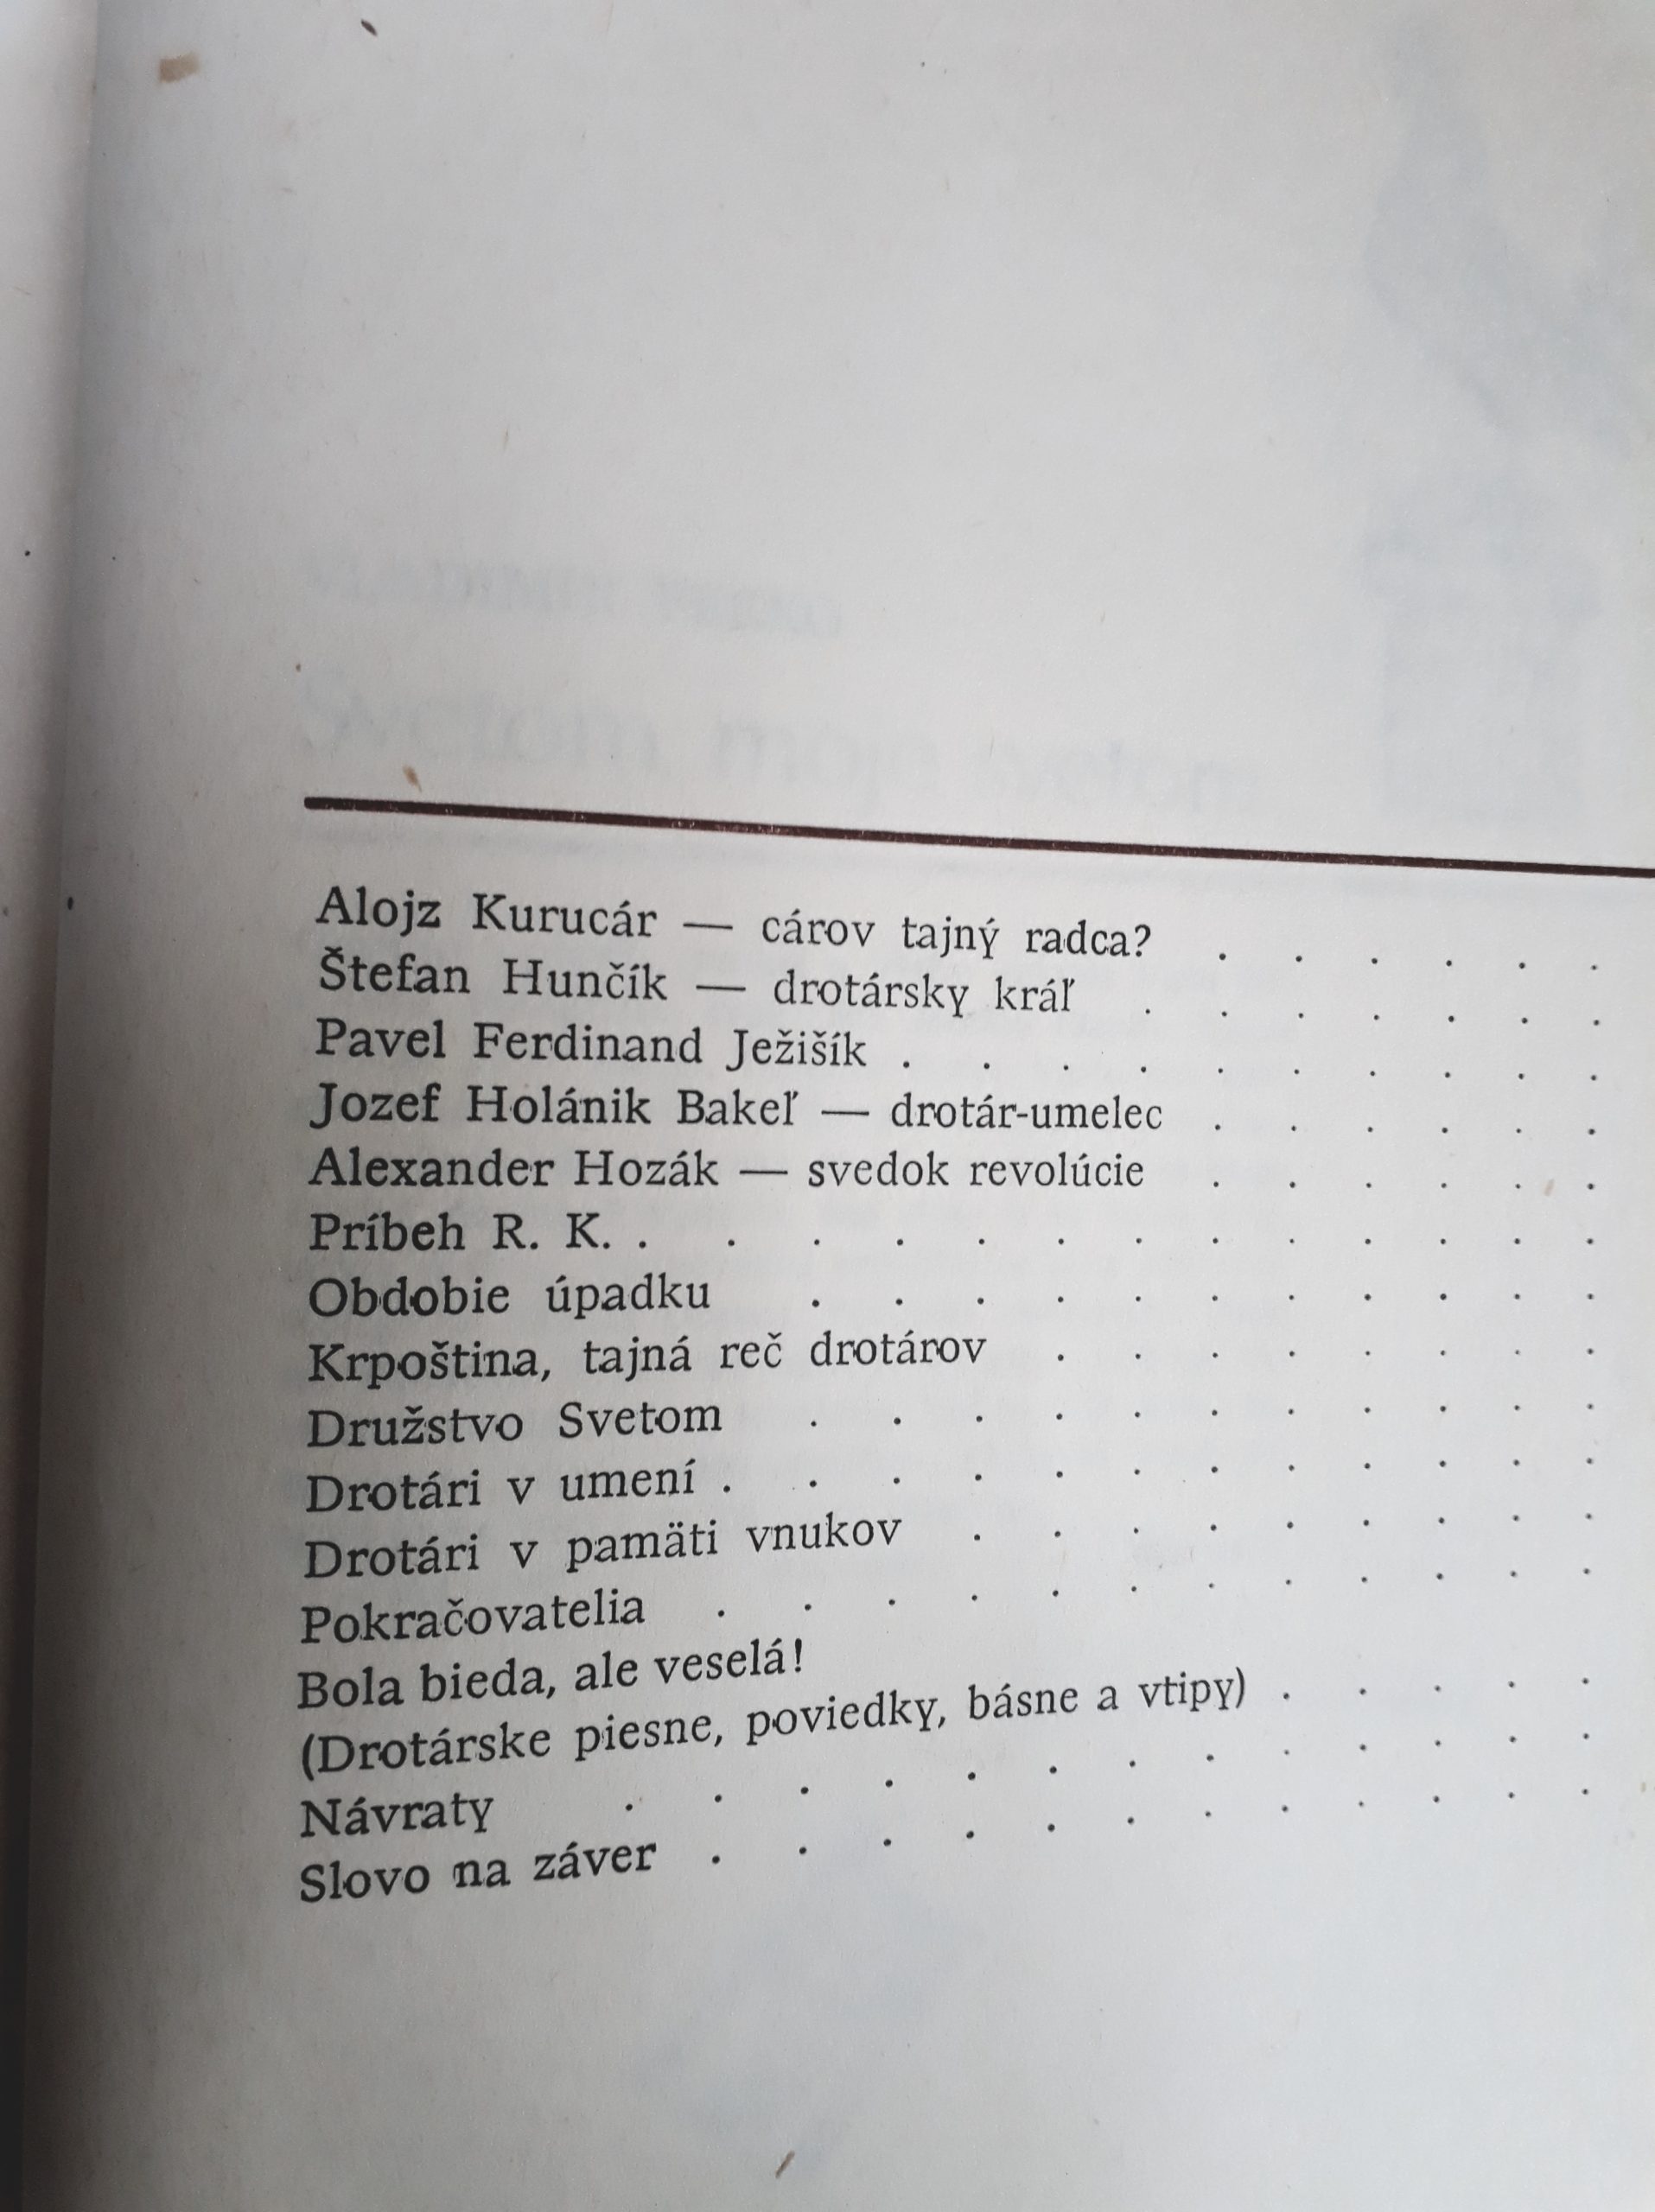 Alojz Kurucár — cárov tajný radca? . . . . . .
Štefan Hunčík — drotársky kráľ . . . . . . .
Pavel Ferdinand Ježišík . . . . . . . . . .
Jozef Holánik Bakeľ — drotár-umelec . . . . . .
Alexander Hozák — svedok revolúcie . . . . . .
Príbeh R. K. . . . . . . . . . . . . .
Obdobie úpadku . . . . . . . . . . .
Krpoština, tajná reč drotárov . . . . . . . .
Družstvo Svetom . . . . . . . . . . .
Drotári v umení . . . . . . . . . . . .
Drotári v pamäti vnukov . . . . . . . . .
Pokračovatelia . . . . . . . . . . . .
Bola bieda, ale veselá!
(Drotárske piesne, poviedky, básne a vtipy) . . . . .
Návraty . . . . . . . . . . . . .
Slovo na záver . . . . . . . . . . . .